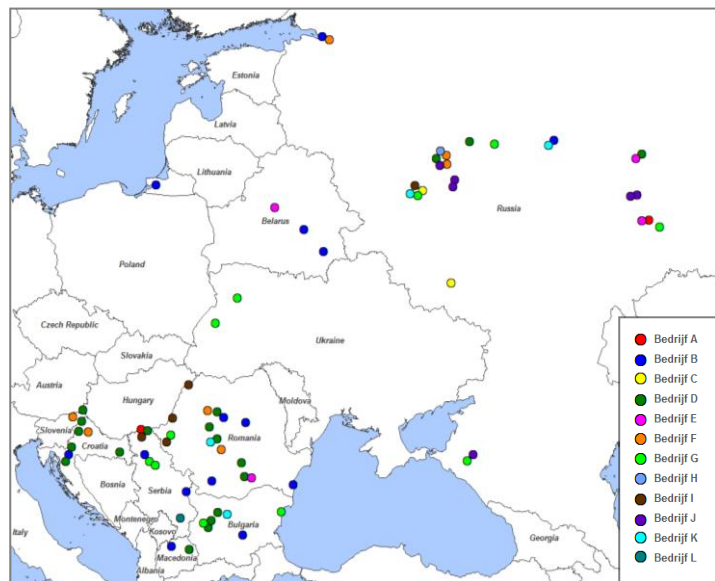 Estonia
Latvia
Lithuania
Belarus
Russia
Poland
Czech Republic
Ukraine
Slovakia
Austria
Hungary
Moldova
Slovenia
Croatia
Romania
Bosnia
Serbia
Montenegro
Kosovo
Bulgaria
Italy
Macedonia
Albania
Georgia
Bedrijf A
Bedrijf B
Bedrijf C
Bedrijf D
Bedrijf E
Bedrijf F
Bedrijf G
Bedrijf H
Bedrijf I
Bedrijf J
Bedrijf K
Bedrijf L